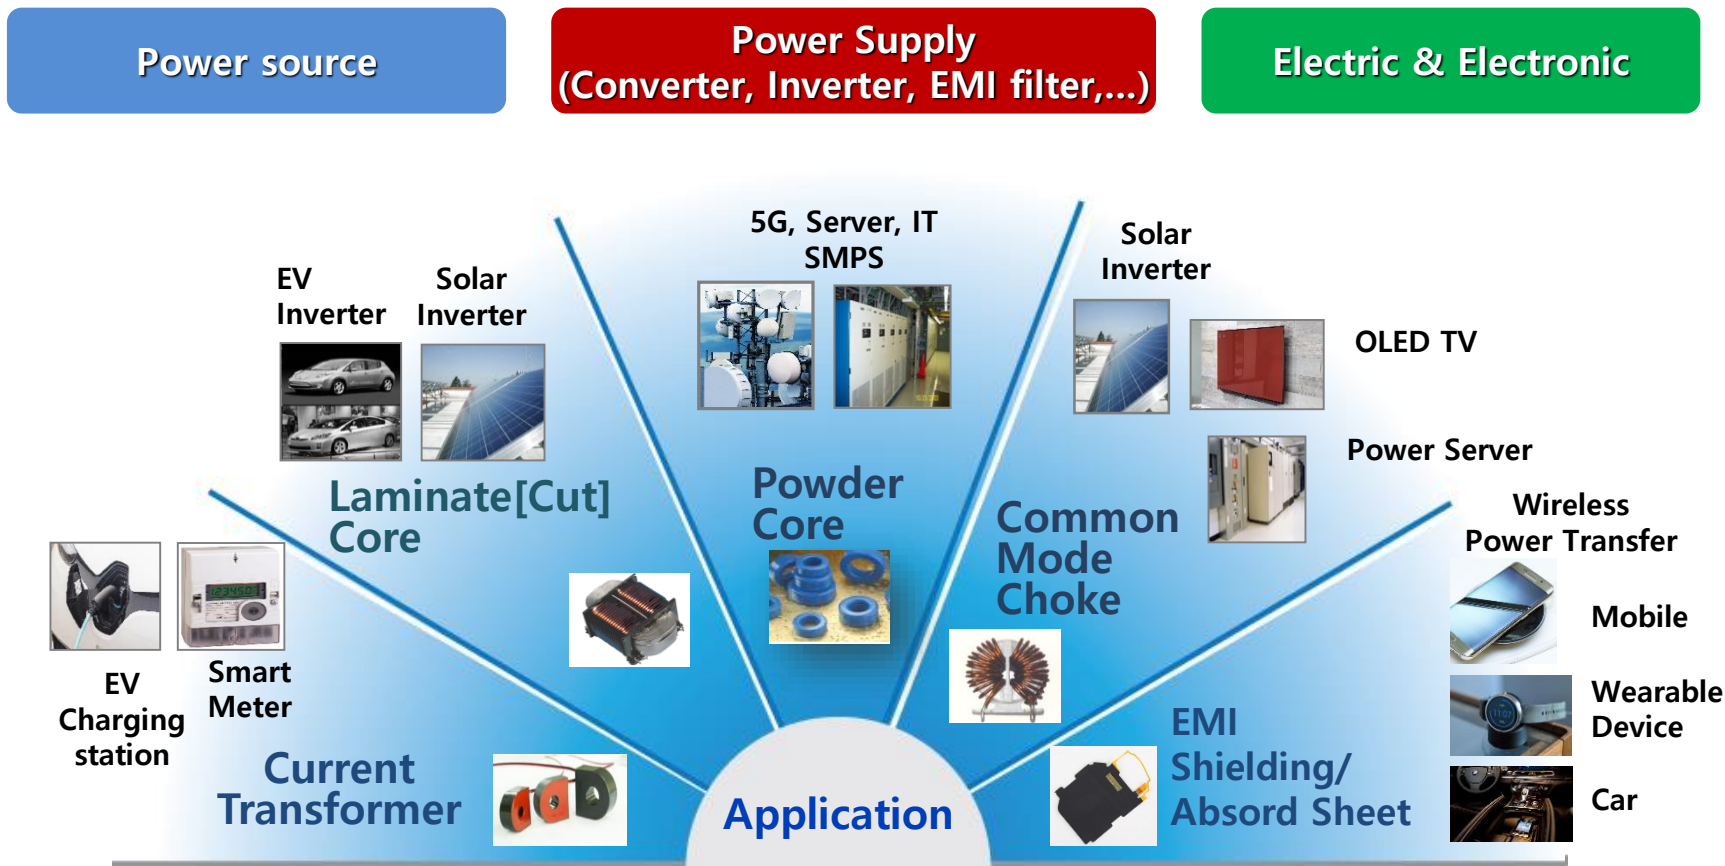 Power source
Power Supply
(Converter, Inverter, EMI filter,...)
Electric & Electronic
5G, Server, IT
SMPS
Solar
Inverter
EV
Inverter
Solar
Inverter
OLED TV
Power Server
Laminate[Cut]
Core
Powder
Core
Common
Mode
Choke
Wireless
Power Transfer
Mobile
Wearable
Device
Car
EV
Charging
station
Smart
Meter
Current
Transformer
EMI
Shielding/
Absord Sheet
Application